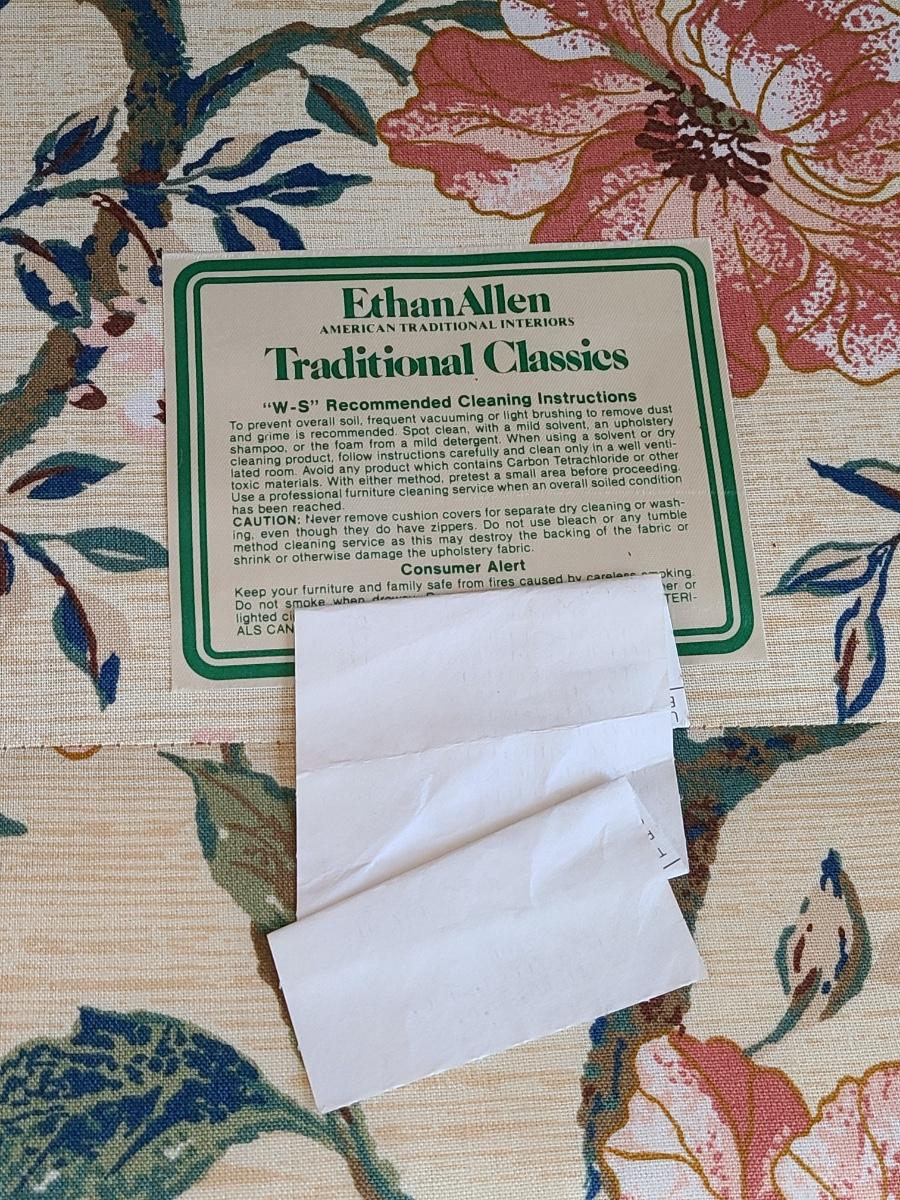 EthanAllen
AMERICAN TRADITIONAL INTERIORS
Traditional Classics
"W-S" Recommended Cleaning Instructions
To prevent overall soil, frequent vacuuming or light brushing to remove dust
and grime is recommended. Spot clean, with a mild solvent, an upholstery
shampoo, or the foam from a mild detergent. When using a solvent or dry
cleaning product, follow instructions carefully and clean only in a well venti-
lated room. Avoid any product which contains Carbon Tetrachloride or other
toxic materials. With either method, pretest a small area before proceeding.
Use a professional furniture cleaning service when an overall soiled condition
has been reached.
CAUTION: Never remove cushion covers for separate dry cleaning or wash-
ing, even though they do have zippers. Do not use bleach or any tumble
method cleaning service as this may destroy the backing of the fabric or
shrink or otherwise damage the upholstery fabric.
Consumer Alert
Keep your furniture and family safe from fires caused by careless smoking.
Do not smoke when or
lighted TERI-
ALS CAN